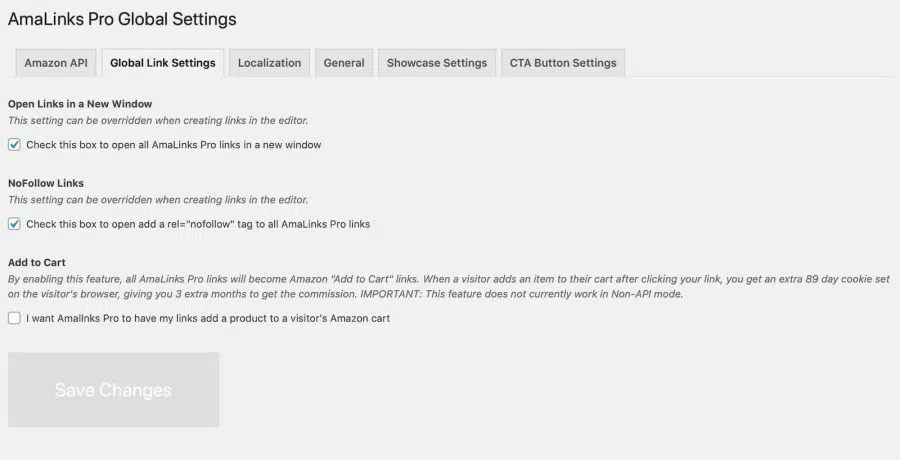 AmaLinks Pro Global Settings
Amazon API
Global Link Settings
Localization
General
Showcase Settings
CTA Button Settings
Open Links in a New Window
This setting can be overridden when creating links in the editor.
Check this box to open all AmaLinks Pro links in a new window
NoFollow Links
This setting can be overridden when creating links in the editor.
Check this box to open add a rel="nofollow" tag to all AmaLinks Pro links
Add to Cart
By enabling this feature, all AmaLinks Pro links will become Amazon "Add to Cart" links. When a visitor adds an item to their cart after clicking your link, you get an extra 89 day cookie set
on the visitor's browser, giving you 3 extra months to get the commission. IMPORTANT: This feature does not currently work in Non-API mode.
I want Amalinks Pro to have my links add a product to a visitor's Amazon cart
Save Changes